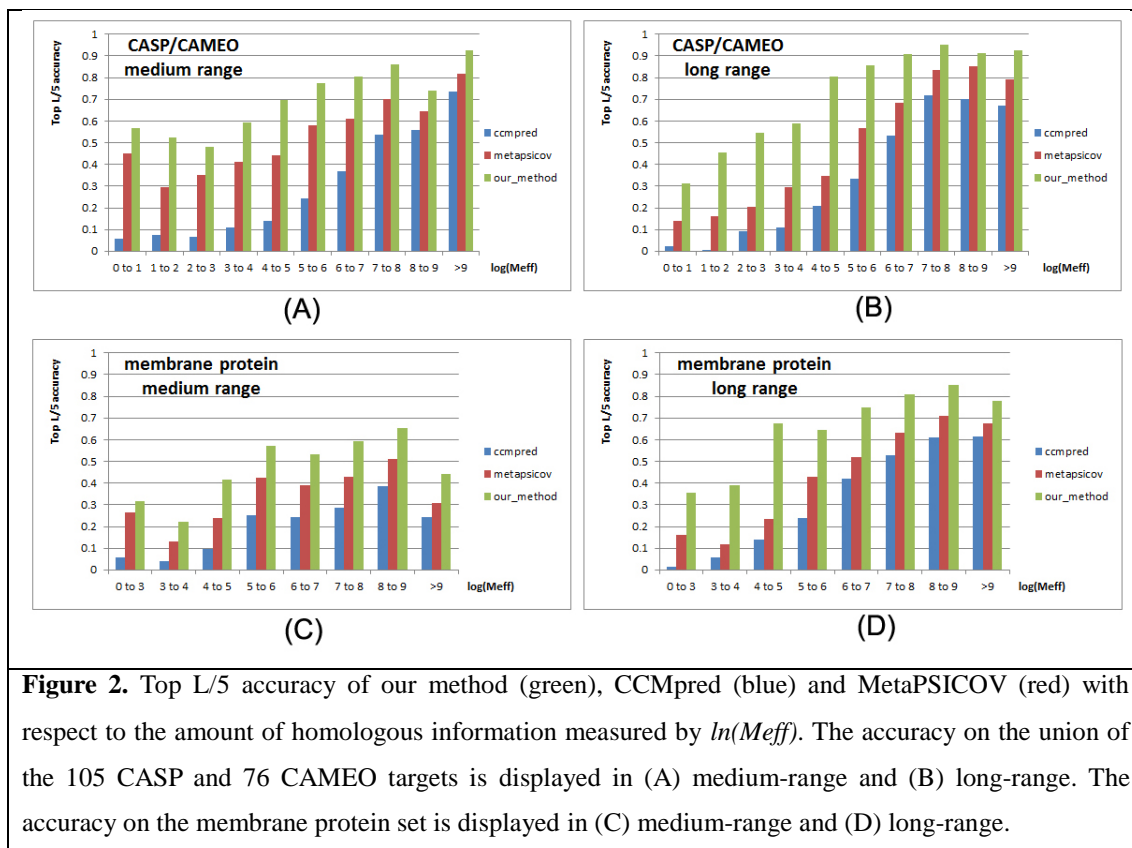 CASP/CAMEO
medium range
Top L/5 accuracy
1
0.9
0.8
0.7
0.6
0.5
0.4
0.3
0.2
0.1
0
0 to 1 1 to 2 2 to 3 3 to 4 4 to 5 5 to 6 6 to 7 7 to 8 8 to 9 >9 log(Meff)
ccmpred
metapsicov
our_method
(A)
CASP/CAMEO
long range
Top L/5 accuracy
1
0.9
0.8
0.7
0.6
0.5
0.4
0.3
0.2
0.1
0
0 to 1 1 to 2 2 to 3 3 to 4 4 to 5 5 to 6 6 to 7 7 to 8 8 to 9 >9 log(Meff)
ccmpred
metapsicov
our_method
(B)
membrane protein
medium range
Top L/5 accuracy
1
0.9
0.8
0.7
0.6
0.5
0.4
0.3
0.2
0.1
0
0 to 3 3 to 4 4 to 5 5 to 6 6 to 7 7 to 8 8 to 9 >9 log(Meff)
ccmpred
metapsicov
our_method
(C)
membrane protein
long range
Top L/5 accuracy
1
0.9
0.8
0.7
0.6
0.5
0.4
0.3
0.2
0.1
0
0 to 3 3 to 4 4 to 5 5 to 6 6 to 7 7 to 8 8 to 9 >9 log(Meff)
ccmpred
metapsicov
our_method
(D)
Figure 2. Top L/5 accuracy of our method (green), CCMpred (blue) and MetaPSICOV (red) with
respect to the amount of homologous information measured by ln(Meff). The accuracy on the union of
the 105 CASP and 76 CAMEO targets is displayed in (A) medium-range and (B) long-range. The
accuracy on the membrane protein set is displayed in (C) medium-range and (D) long-range.